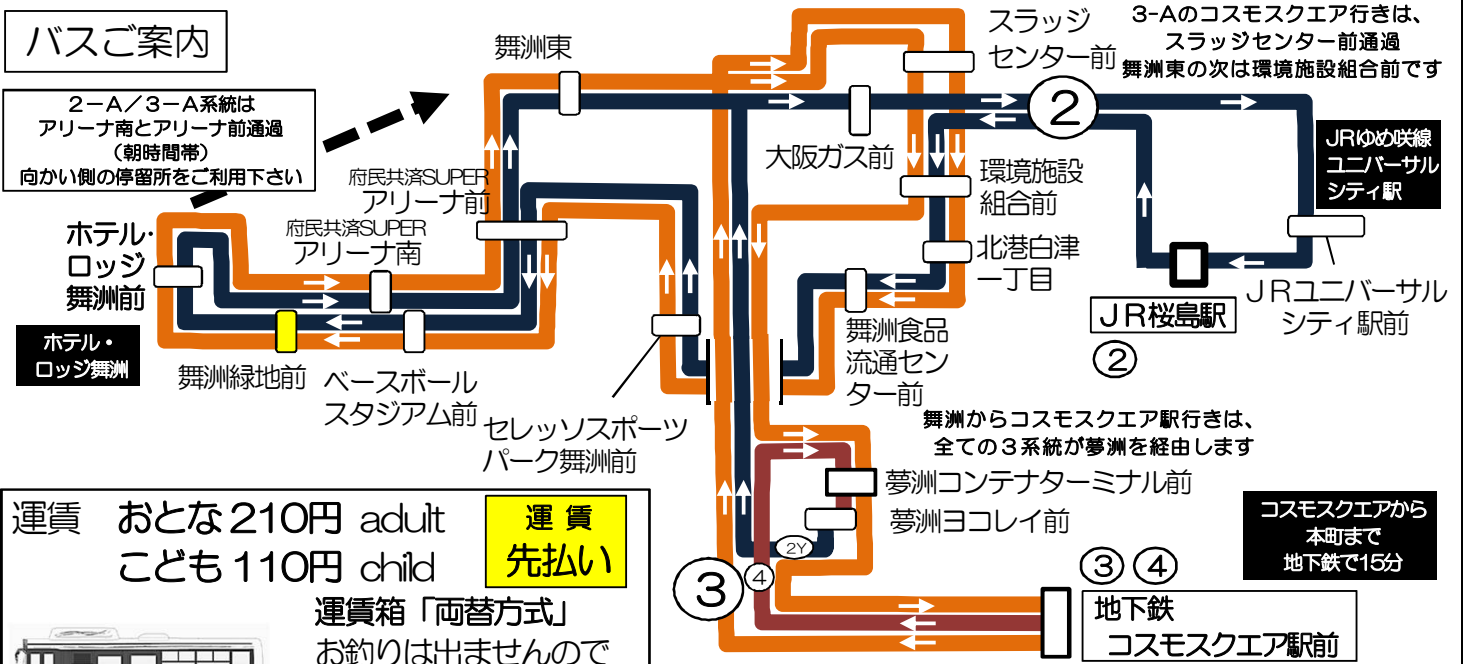 バスご案内
2－A／3－A系統は
アリーナ南とアリーナ前通過
（朝時間帯）
向かい側の停留所をご利用下さい
舞洲東
スラッジ
センター前
3-Aのコスモスクエア行きは、
スラッジセンター前通過
舞洲東の次は環境施設組合前です
②
大阪ガス前
JRゆめ咲線
ユニバーサル
シティ駅
府民共済SUPER
アリーナ前
環境施設
組合前
府民共済SUPER
アリーナ南
ホテル・
ロッジ
舞洲前
北港白津
一丁目
JR桜島駅
②
JRユニバーサル
シティ駅前
ホテル・
ロッジ舞洲
舞洲緑地前
ベースボール
スタジアム前
セレッソスポーツ
パーク舞洲前
舞洲食品
流通セン
ター前
舞洲からコスモスクエア駅行きは、
全ての3系統が夢洲を経由します
夢洲コンテナターミナル前
夢洲ヨコレイ前
2Y
③
④
コスモスクエアから
本町まで
地下鉄で15分
③ ④
地下鉄
コスモスクエア駅前
運賃 おとな210円 adult
こども110円 child
運賃
先払い
運賃箱「両替方式」
お釣りは出ませんので